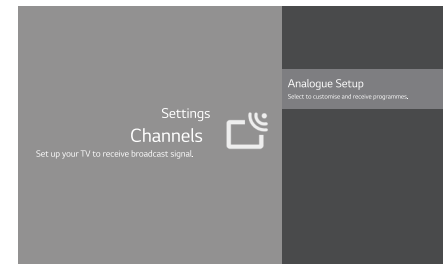 Settings
Channels
Set up your TV to receive broadcast signal.
Analogue Setup
Select to customise and receive programmes.